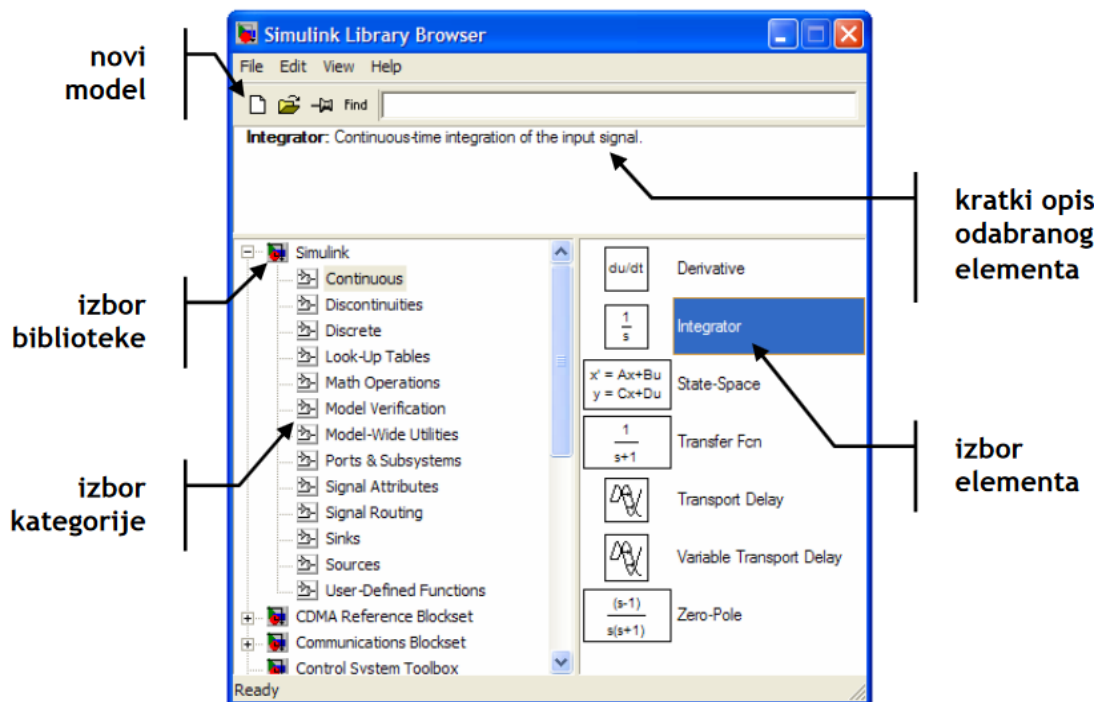 novi
model
Simulink Library Browser
File Edit View Help
Find
Integrator: Continuous-time integration of the input signal.
kratki opis
odabranog
elementa
izbor
biblioteke
izbor
kategorije
Simulink
Continuous
Discontinuities
Discrete
Look-Up Tables
Math Operations
Model Verification
Model-Wide Utilities
Ports & Subsystems
Signal Attributes
Signal Routing
Sinks
Sources
User-Defined Functions
CDMA Reference Blockset
Communications Blockset
Control System Toolbox
du/dt Derivative
1
s
Integrator
x' = Ax+Bu
y = Cx+Du
State-Space
1
s+1
Transfer Fcn
Transport Delay
Variable Transport Delay
(s-1)
s(s+1)
Zero-Pole
izbor
elementa
Ready